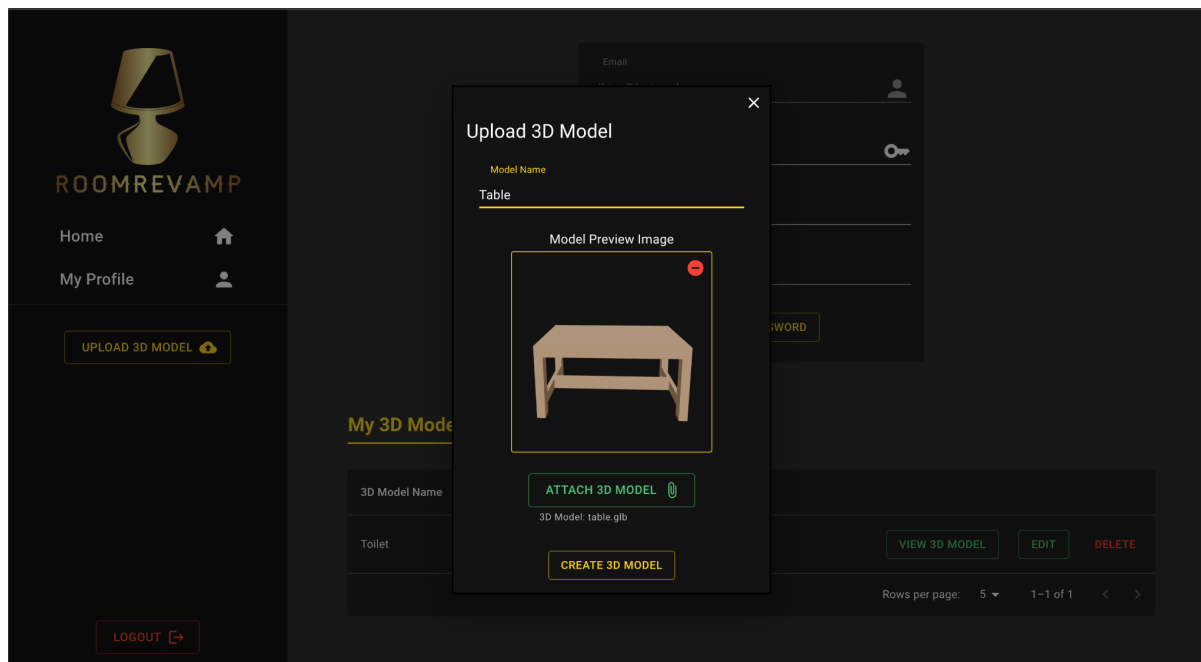 ROOMREVAMP
Home
My Profile
UPLOAD 3D MODEL
LOGOUT
Email
Upload 3D Model
Model Name
Table
Model Preview Image
ATTACH 3D MODEL
3D Model: table.glb
CREATE 3D MODEL
My 3D Mode
3D Model Name
Toilet
VIEW 3D MODEL EDIT DELETE
Rows per page: 5 1–1 of 1